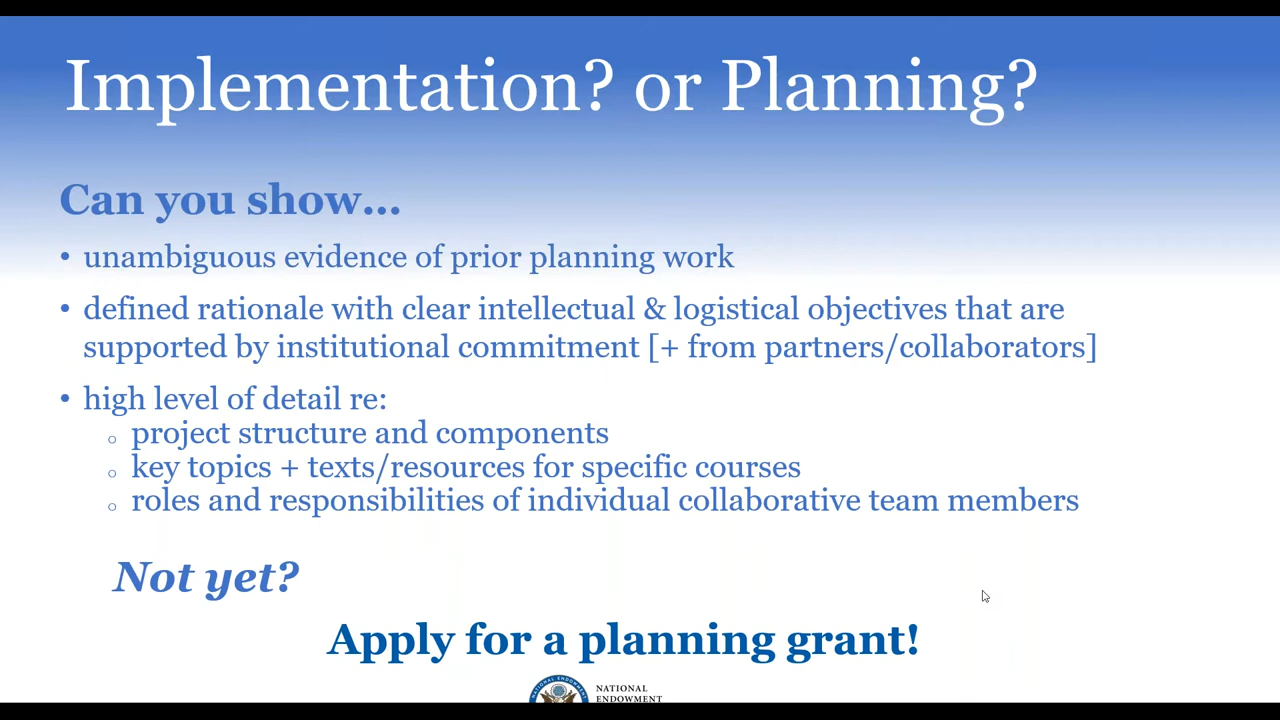 Implementation? or Planning?
Can you show...
• unambiguous evidence of prior planning work
• defined rationale with clear intellectual & logistical objectives that are
supported by institutional commitment [+ from partners/collaborators]
• high level of detail re:
○ project structure and components
○ key topics + texts/resources for specific courses
○ roles and responsibilities of individual collaborative team members
Not yet?
Apply for a planning grant!
NATIONAL ENDOWMENT
NATIONAL
ENDOWMENT